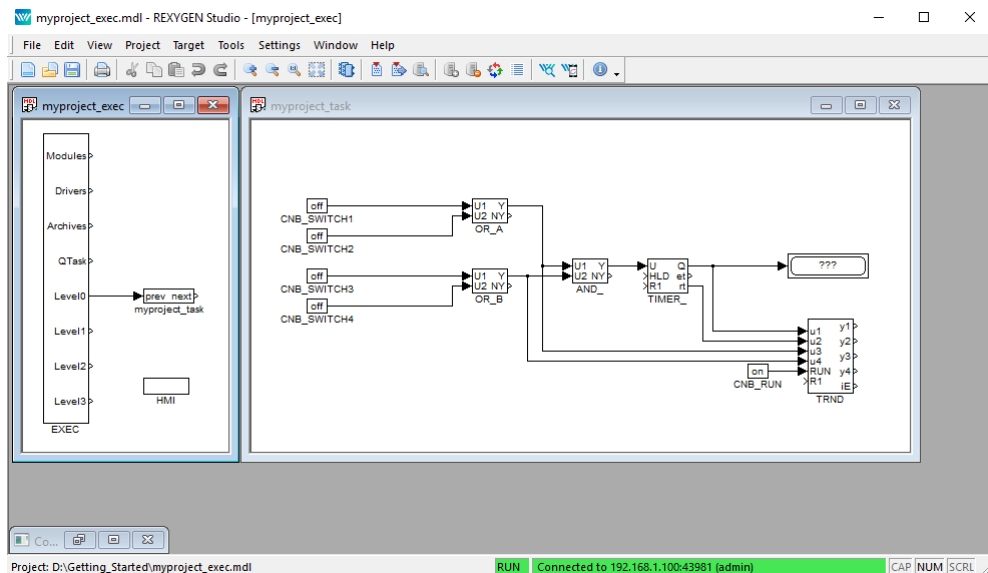 myproject_exec.mdl - REXYGEN Studio - [myproject_exec]
File Edit View Project Target Tools Settings Window Help
myproject_exec
Modules
Drivers
Archives
QTask
Level0
prev next
myproject_task
Level1
Level2
Level3
HMI
EXEC
myproject_task
off
CNB_SWITCH1
off
CNB_SWITCH2
U1 Y
U2 NY
OR_A
off
CNB_SWITCH3
off
CNB_SWITCH4
U1 Y
U2 NY
OR_B
U1 Y
U2 NY
AND_
U Q
HLD et
R1 rt
TIMER_
???
on
CNB_RUN
u1 y1
u2 y2
u3 y3
u4
RUN y4
R1 iE
TRND
Co...
Project: D:\Getting_Started\myproject_exec.mdl RUN Connected to 192.168.1.100:43981 (admin) CAP NUM SCRL